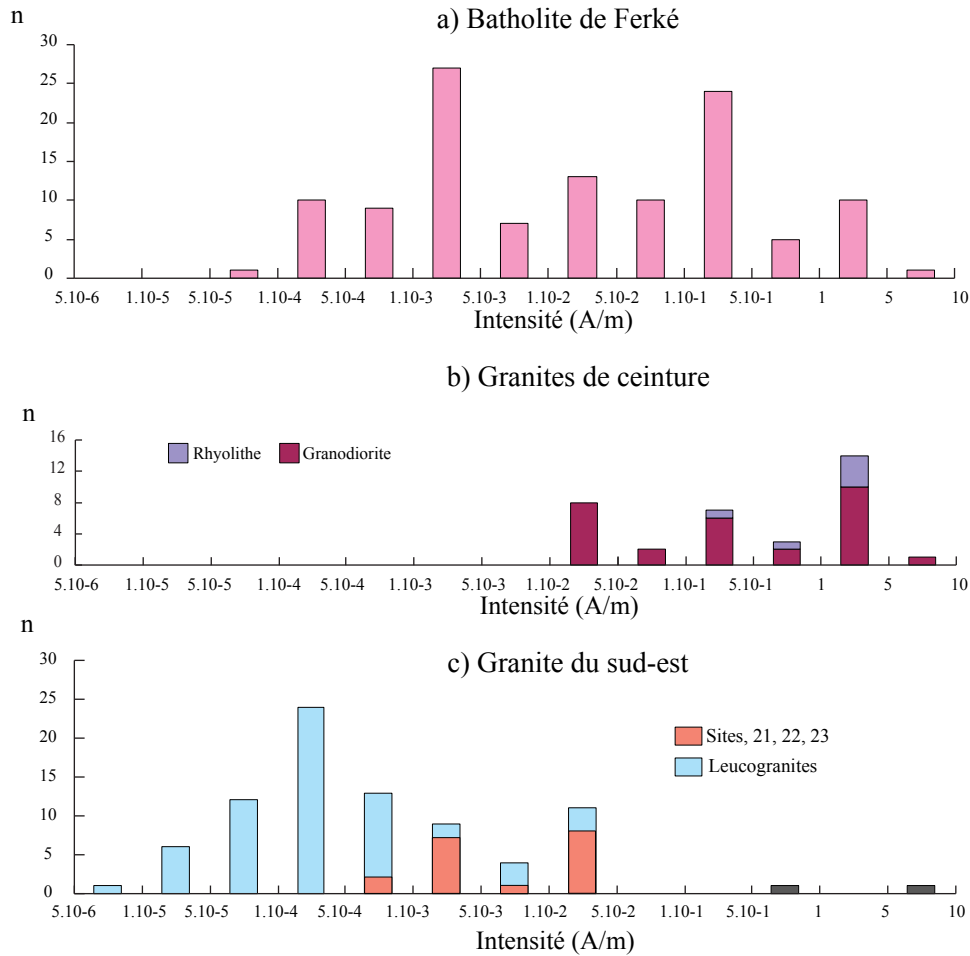 n
a) Batholite de Ferké
30
25
20
15
10
5
0
5.10-6 1.10-5 5.10-5 1.10-4 5.10-4 1.10-3 5.10-3 1.10-2 5.10-2 1.10-1 5.10-1 1 5 10
Intensité (A/m)
b) Granites de ceinture
n
16
12
8
4
0
Rhyolithe Granodiorite
5.10-6 1.10-5 5.10-5 1.10-4 5.10-4 1.10-3 5.10-3 1.10-2 5.10-2 1.10-1 5.10-1 1 5 10
Intensité (A/m)
n
c) Granite du sud-est
30
25
20
15
10
5
0
Sites, 21, 22, 23
Leucogranites
5.10-6 1.10-5 5.10-5 1.10-4 5.10-4 1.10-3 5.10-3 1.10-2 5.10-2 1.10-1 5.10-1 1 5 10
Intensité (A/m)